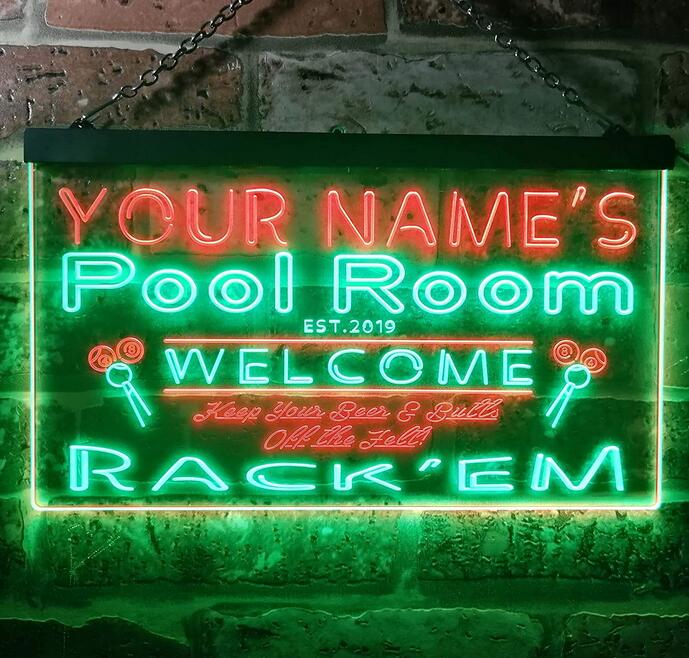 YOUR NAME'S
Pool Room
EST.2019
WELCOME
Keep Your Beer & Butts
Off the Felt!
RACK'EM